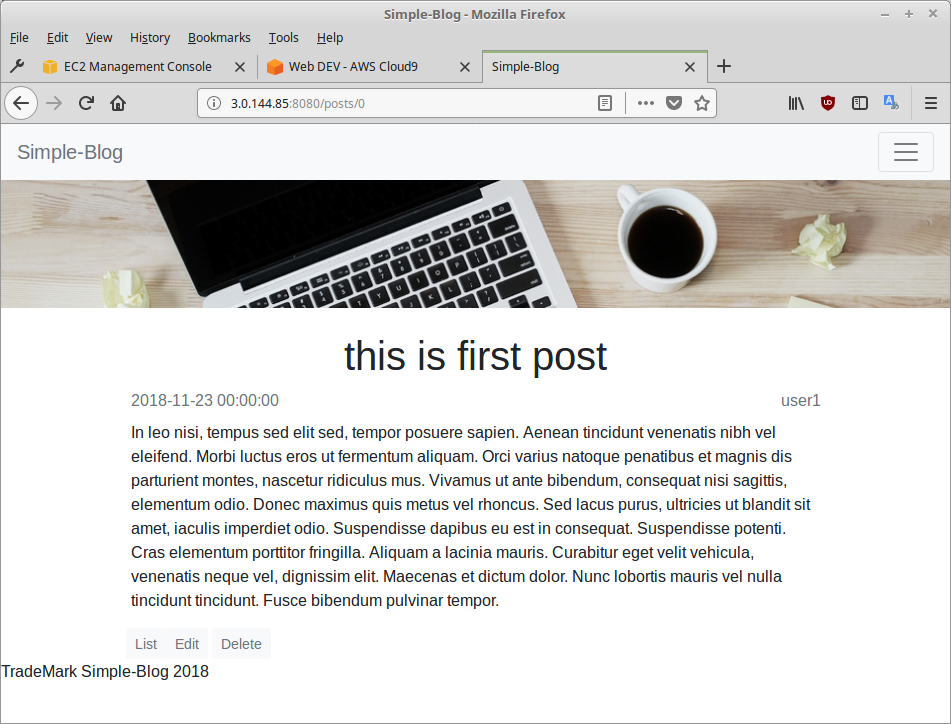 Simple-Blog - Mozilla Firefox
File Edit View History Bookmarks Tools Help
EC2 Management Console Web DEV - AWS Cloud9 Simple-Blog
3.0.144.85:8080/posts/0
Simple-Blog
this is first post
2018-11-23 00:00:00 user1
In leo nisi, tempus sed elit sed, tempor posuere sapien. Aenean tincidunt venenatis nibh vel
eleifend. Morbi luctus eros ut fermentum aliquam. Orci varius natoque penatibus et magnis dis
parturient montes, nascetur ridiculus mus. Vivamus ut ante bibendum, consequat nisi sagittis,
elementum odio. Donec maximus quis metus vel rhoncus. Sed lacus purus, ultricies ut blandit sit
amet, iaculis imperdiet odio. Suspendisse dapibus eu est in consequat. Suspendisse potenti.
Cras elementum porttitor fringilla. Aliquam a lacinia mauris. Curabitur eget velit vehicula,
venenatis neque vel, dignissim elit. Maecenas et dictum dolor. Nunc lobortis mauris vel nulla
tincidunt tincidunt. Fusce bibendum pulvinar tempor.
List Edit Delete
TradeMark Simple-Blog 2018